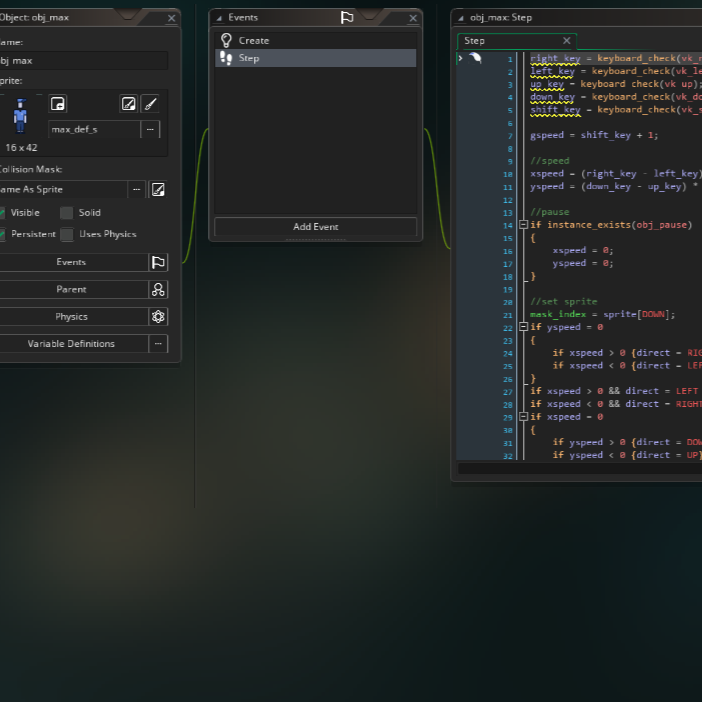 Object: obj_max
ame:
obj_max
prite:
max_def_s
16 x 42
Collision Mask:
ame As Sprite
Visible
Solid
Persistent
Uses Physics
Events
Parent
Physics
Variable Definitions
Events
Create
Step
Add Event
obj_max: Step
Step
1 right_key = keyboard_check(vk_r
2 left_key = keyboard_check(vk_le
3 up_key = keyboard_check(vk_up);
4 down_key = keyboard_check(vk_do
5 shift_key = keyboard_check(vk_s
6
7 gspeed = shift_key + 1;
8
9 //speed
10 xspeed = (right_key - left_key)
11 yspeed = (down_key - up_key) *
12
13 //pause
14 if instance_exists(obj_pause)
15 {
16 xspeed = 0;
17 yspeed = 0;
18 }
19
20 //set sprite
21 mask_index = sprite[DOWN];
22 if yspeed = 0
23 {
24 if xspeed > 0 {direct = RIG
25 if xspeed < 0 {direct = LEF
26 }
27 if xspeed > 0 && direct = LEFT
28 if xspeed < 0 && direct = RIGHT
29 if xspeed = 0
30 {
31 if yspeed > 0 {direct = DOW
32 if yspeed < 0 {direct = UP}